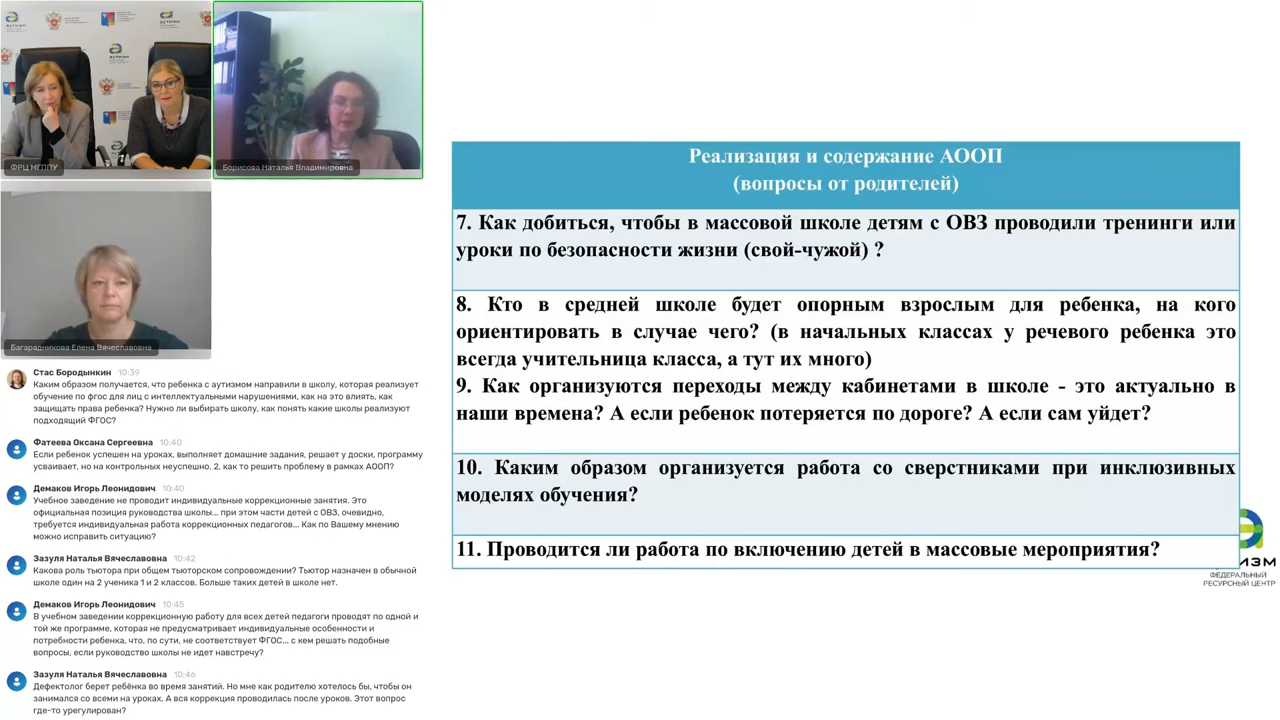 ФРЦ МГППУ
Борисова Наталья Владимировна
Багарадникова Елена Вячеславовна
Стас Бородынкин 10:39
Каким образом получается, что ребенка с аутизмом направили в школу, которая реализует
обучение по фгос для лиц с интеллектуальными нарушениями, как на это влиять, как
защищать права ребенка? Нужно ли выбирать школу, как понять какие школы реализуют
подходящий ФГОС?
Фатеева Оксана Сергеевна 10:40
Если ребенок успешен на уроках, выполняет домашние задания, решает у доски, программу
усваивает, но на контрольных неуспешно, 2, как то решить проблему в рамках АООП?
Демаков Игорь Леонидович 10:40
Учебное заведение не проводит индивидуальные коррекционные занятия. Это
официальная позиция руководства школы... при этом части детей с ОВЗ, очевидно,
требуется индивидуальная работа коррекционных педагогов... Как по Вашему мнению
можно исправить ситуацию?
Зазуля Наталья Вячеславовна 10:42
Какова роль тьютора при общем тьюторском сопровождении? Тьютор назначен в обычной
школе один на 2 ученика 1 и 2 классов. Больше таких детей в школе нет.
Демаков Игорь Леонидович 10:45
В учебном заведении коррекционную работу для всех детей педагоги проводят по одной и
той же программе, которая не предусматривает индивидуальные особенности и
потребности ребенка, что, по сути, не соответствует ФГОС... с кем решать подобные
вопросы, если руководство школы не идет навстречу?
Зазуля Наталья Вячеславовна 10:46
Дефектолог берет ребёнка во время занятий. Но мне как родителю хотелось бы, чтобы он
занимался со всеми на уроках. А вся коррекция проводилась после уроков. Этот вопрос
где-то урегулирован?
Реализация и содержание АООП
(вопросы от родителей)
7. Как добиться, чтобы в массовой школе детям с ОВЗ проводили тренинги или
уроки по безопасности жизни (свой-чужой) ?
8. Кто в средней школе будет опорным взрослым для ребенка, на кого
ориентировать в случае чего? (в начальных классах у речевого ребенка это
всегда учительница класса, а тут их много)
9. Как организуются переходы между кабинетами в школе - это актуально в
наши времена? А если ребенок потеряется по дороге? А если сам уйдет?
10. Каким образом организуется работа со сверстниками при инклюзивных
моделях обучения?
11. Проводится ли работа по включению детей в массовые мероприятия?
ФЕДЕРАЛЬНЫЙ
РЕСУРСНЫЙ ЦЕНТР